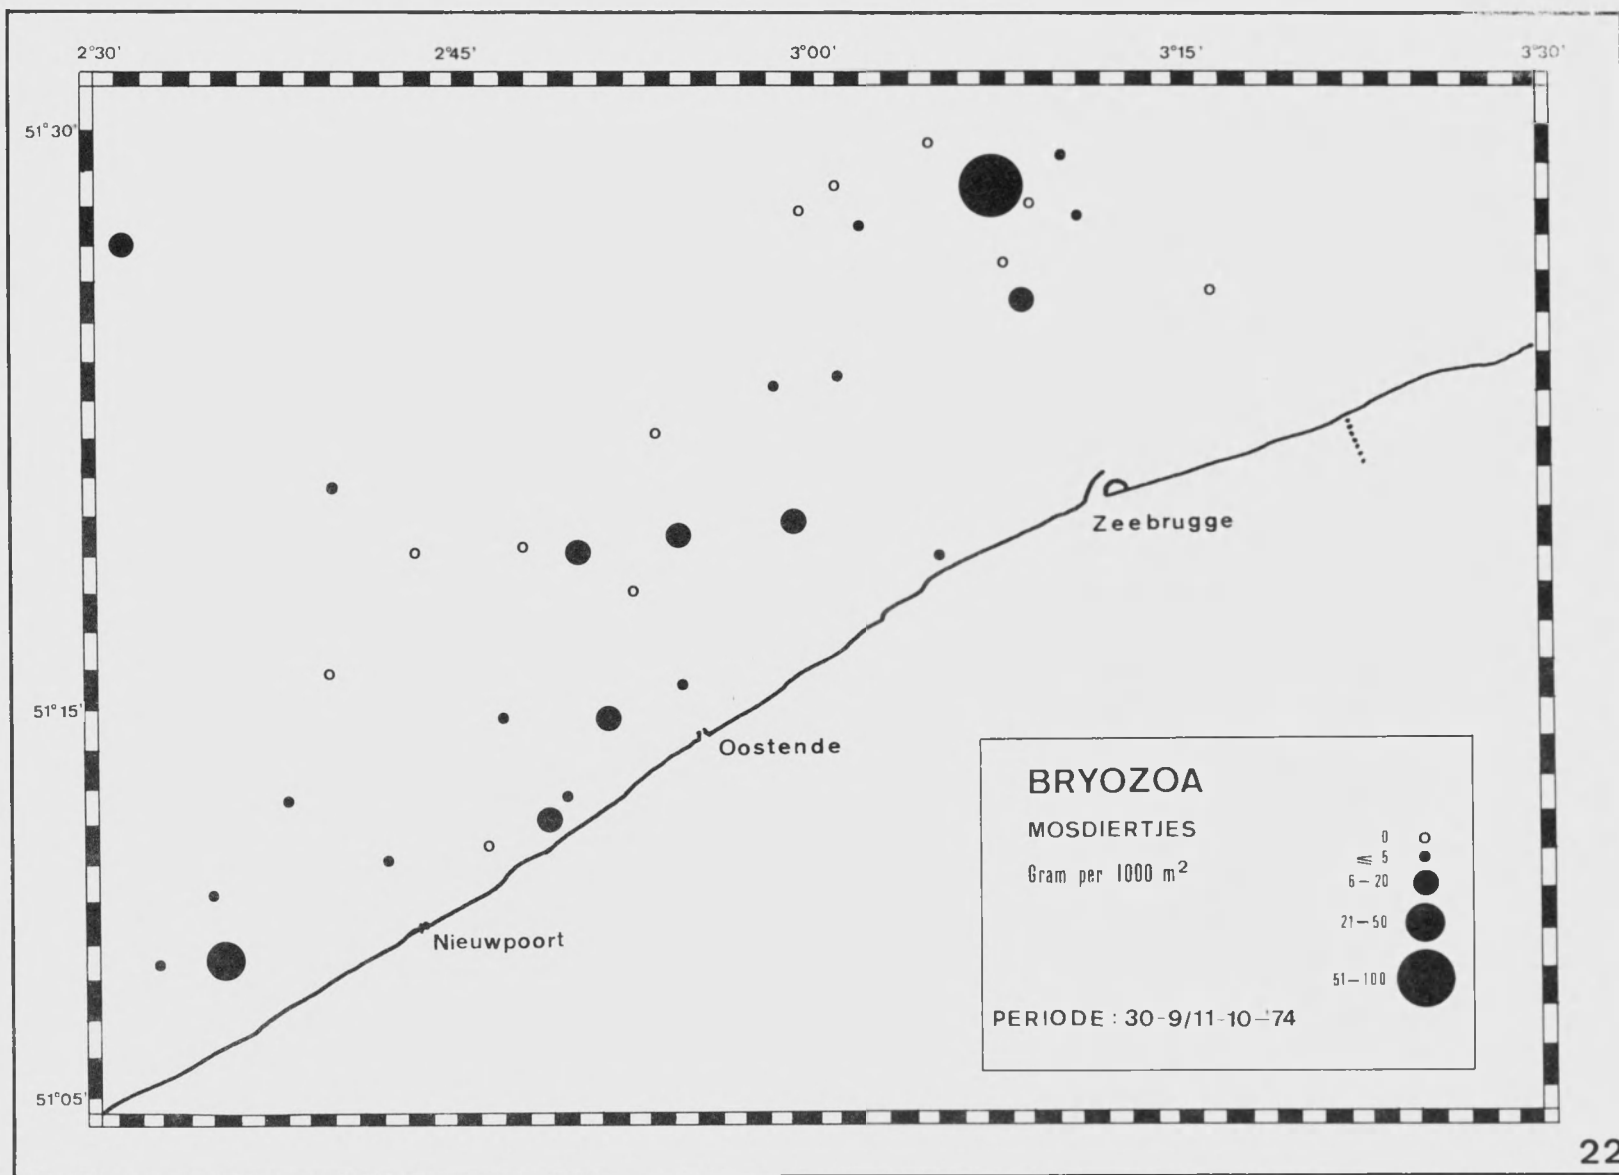 2°30' 2°45' 3°00' 3°15' 3°30'
51°30'
51°15'
51°05'
Zeebrugge
Oostende
Nieuwpoort
BRYOZOA
MOSDIERTJES
Gram per 1000 m²
0
≤ 5
6–20
21–50
51–100
PERIODE : 30-9/11-10-'74
22